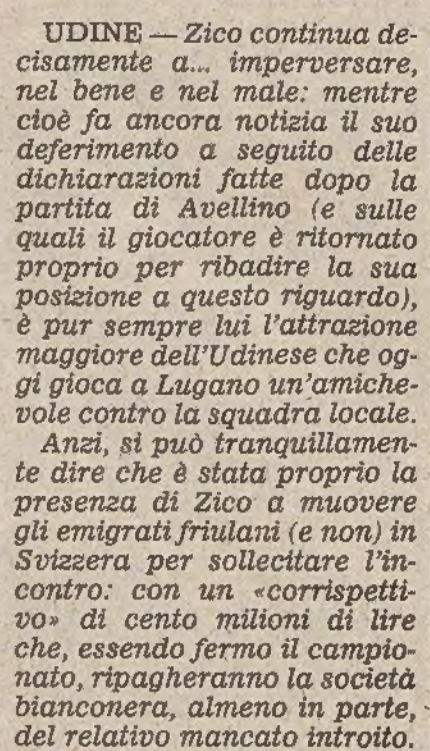 UDINE — Zico continua de-
cisamente a... imperversare,
nel bene e nel male: mentre
cioè fa ancora notizia il suo
deferimento a seguito delle
dichiarazioni fatte dopo la
partita di Avellino (e sulle
quali il giocatore è ritornato
proprio per ribadire la sua
posizione a questo riguardo),
è pur sempre lui l'attrazione
maggiore dell'Udinese che og-
gi gioca a Lugano un'amiche-
vole contro la squadra locale.
Anzi, si può tranquillamen-
te dire che è stata proprio la
presenza di Zico a muovere
gli emigrati friulani (e non) in
Svizzera per sollecitare l'in-
contro: con un «corrispetti-
vo» di cento milioni di lire
che, essendo fermo il campio-
nato, ripagheranno la società
bianconera, almeno in parte,
del relativo mancato introito.